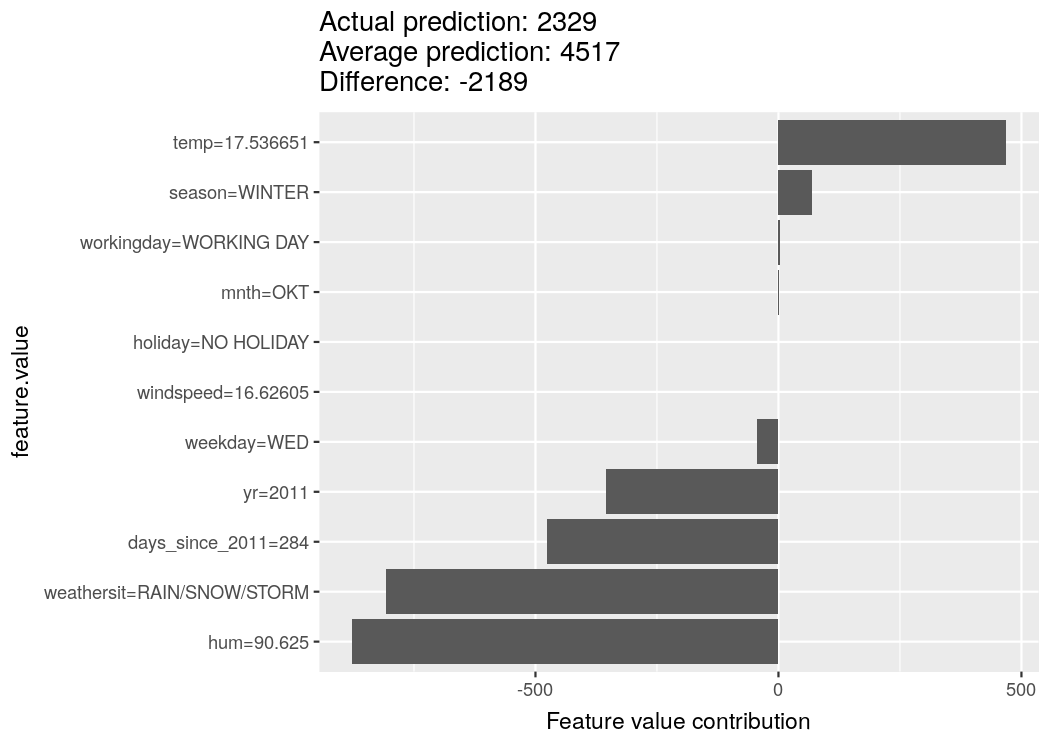 Actual prediction: 2329
Average prediction: 4517
Difference: -2189
feature.value
temp=17.536651
season=WINTER
workingday=WORKING DAY
mnth=OKT
holiday=NO HOLIDAY
windspeed=16.62605
weekday=WED
yr=2011
days_since_2011=284
weathersit=RAIN/SNOW/STORM
hum=90.625
-500 0 500
Feature value contribution